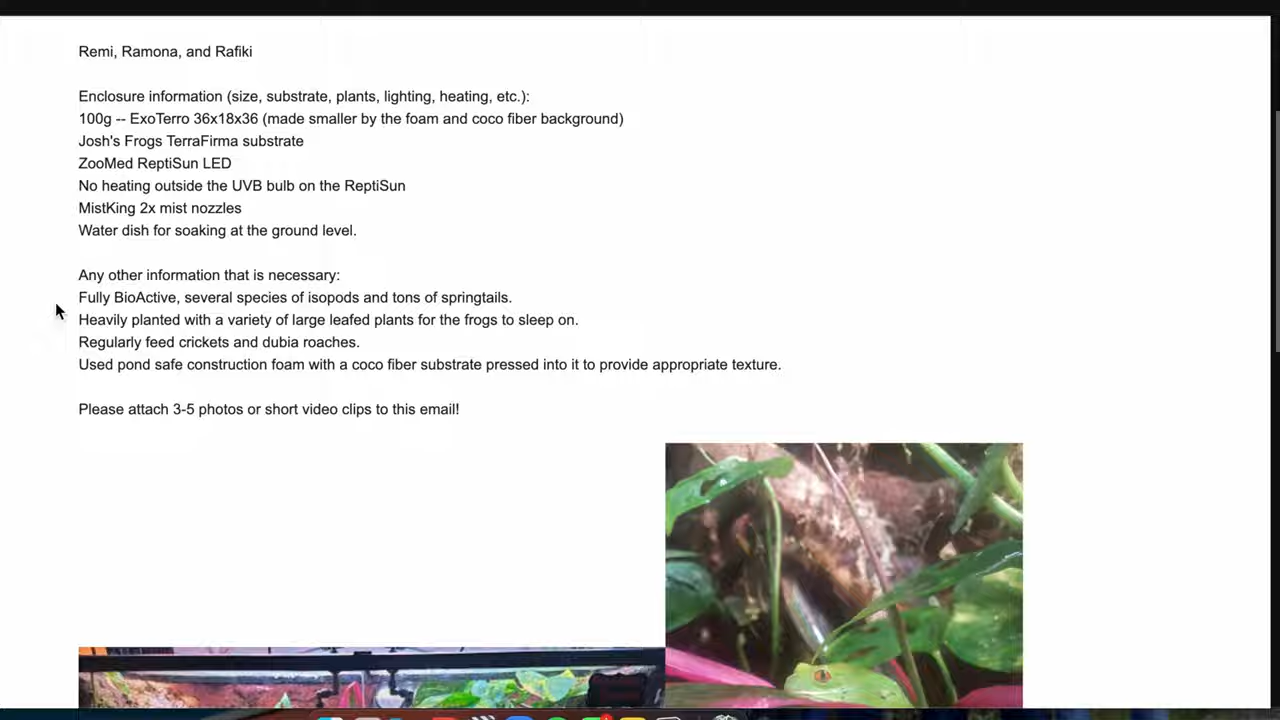 Remi, Ramona, and Rafiki
Enclosure information (size, substrate, plants, lighting, heating, etc.):
100g -- ExoTerro 36x18x36 (made smaller by the foam and coco fiber background)
Josh's Frogs TerraFirma substrate
ZooMed ReptiSun LED
No heating outside the UVB bulb on the ReptiSun
MistKing 2x mist nozzles
Water dish for soaking at the ground level.
Any other information that is necessary:
Fully BioActive, several species of isopods and tons of springtails.
Heavily planted with a variety of large leafed plants for the frogs to sleep on.
Regularly feed crickets and dubia roaches.
Used pond safe construction foam with a coco fiber substrate pressed into it to provide appropriate texture.
Please attach 3-5 photos or short video clips to this email!